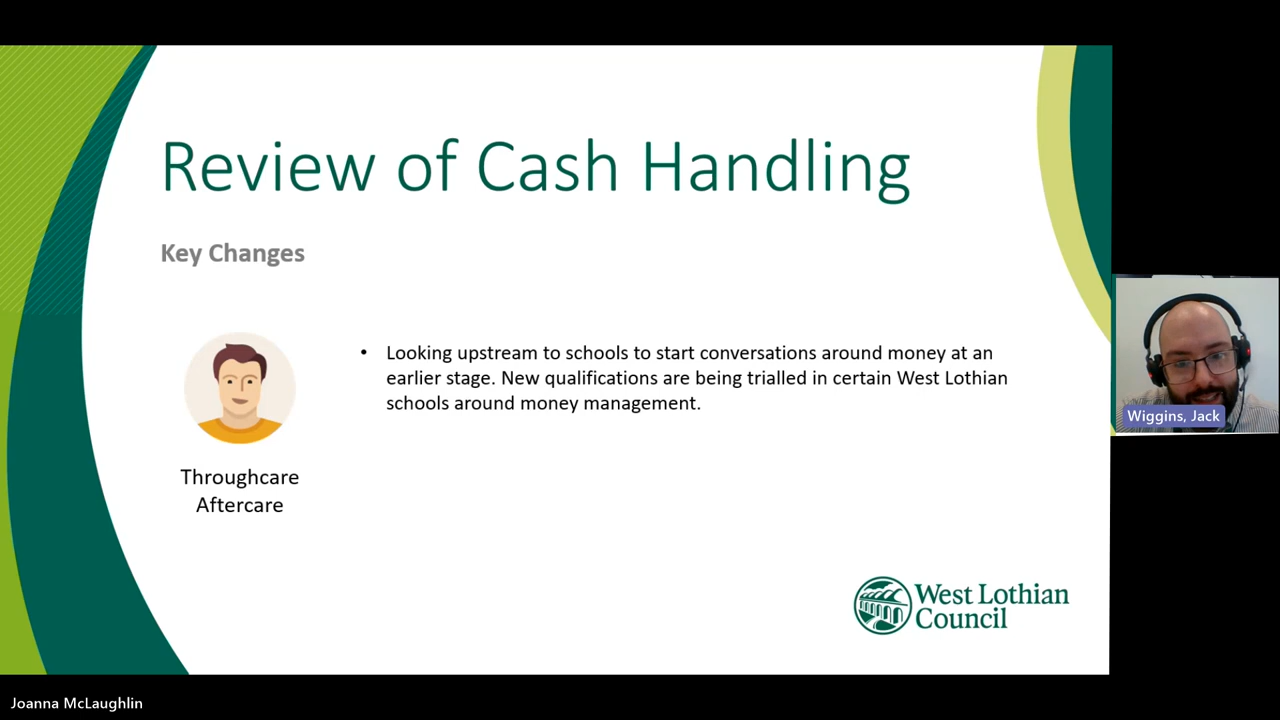 Review of Cash Handling
Key Changes
• Looking upstream to schools to start conversations around money at an
earlier stage. New qualifications are being trialled in certain West Lothian
schools around money management.
Throughcare
Aftercare
West Lothian
Council
Wiggins, Jack
Joanna McLaughlin